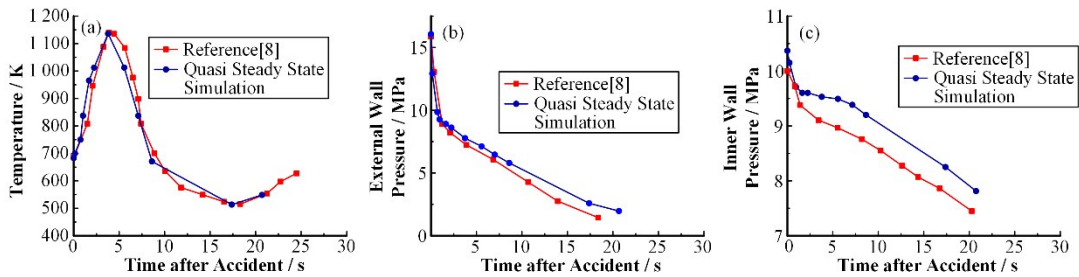 (a)
1 100
1 000
900
800
700
600
500
400
Temperature / K
Reference[8]
Quasi Steady State
Simulation
0 5 10 15 20 25 30
Time after Accident / s
(b)
15
10
5
0
External Wall
Pressure / MPa
Reference[8]
Quasi Steady State
Simulation
0 5 10 15 20 25 30
Time after Accident / s
(c)
11
10
9
8
7
Inner Wall
Pressure / MPa
Reference[8]
Quasi Steady State
Simulation
0 5 10 15 20 25 30
Time after Accident / s